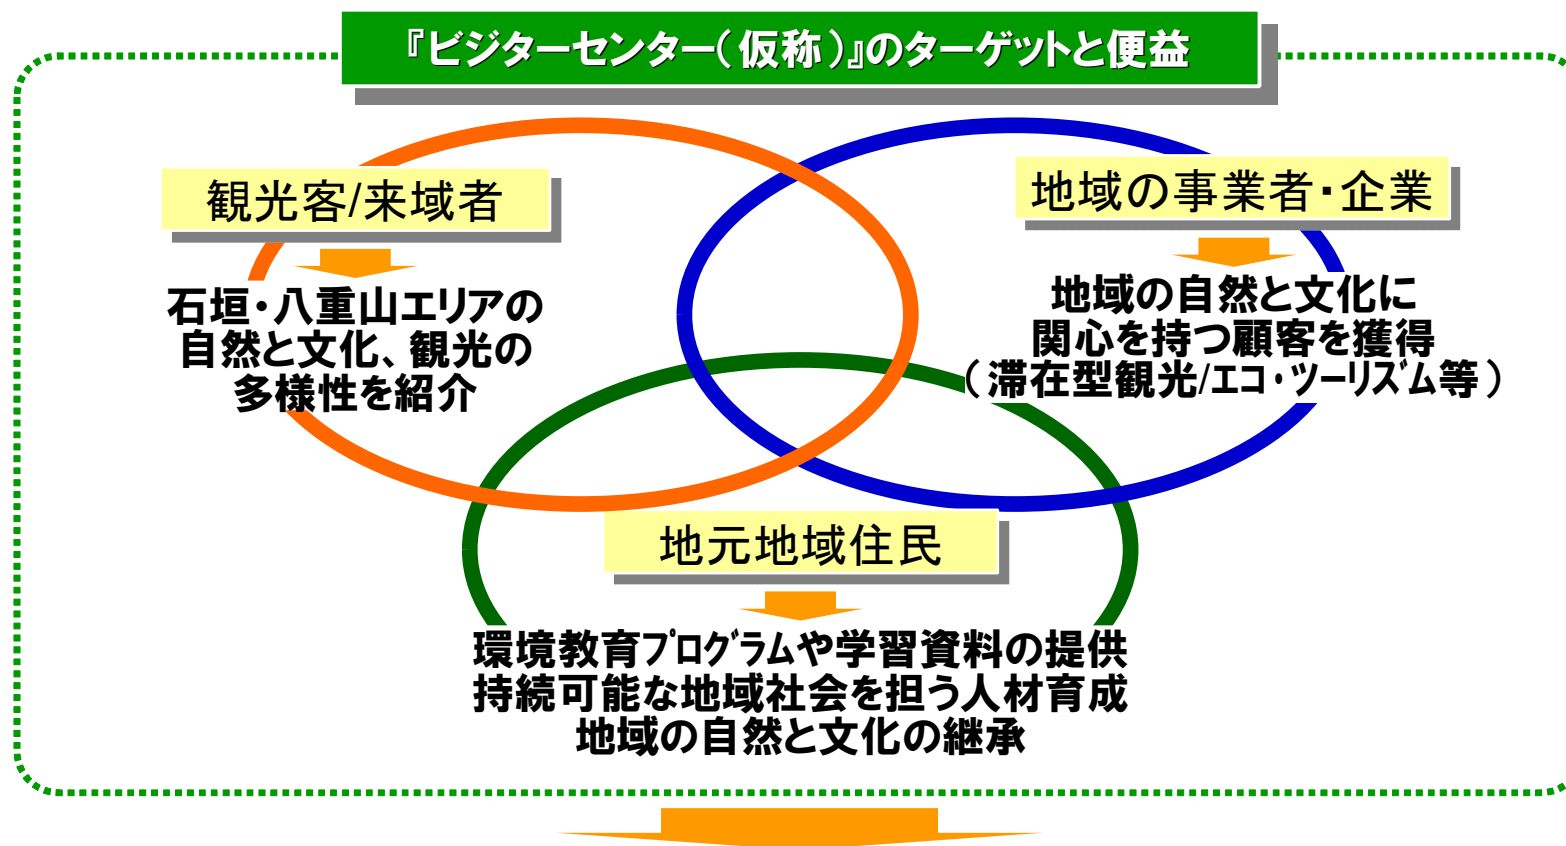 『ビジターセンター（仮称）』のターゲットと便益
観光客/来域者
石垣・八重山エリアの
自然と文化、観光の
多様性を紹介
地域の事業者・企業
地域の自然と文化に
関心を持つ顧客を獲得
（滞在型観光/エコ・ツーリズム等）
地元地域住民
環境教育プログラムや学習資料の提供
持続可能な地域社会を担う人材育成
地域の自然と文化の継承